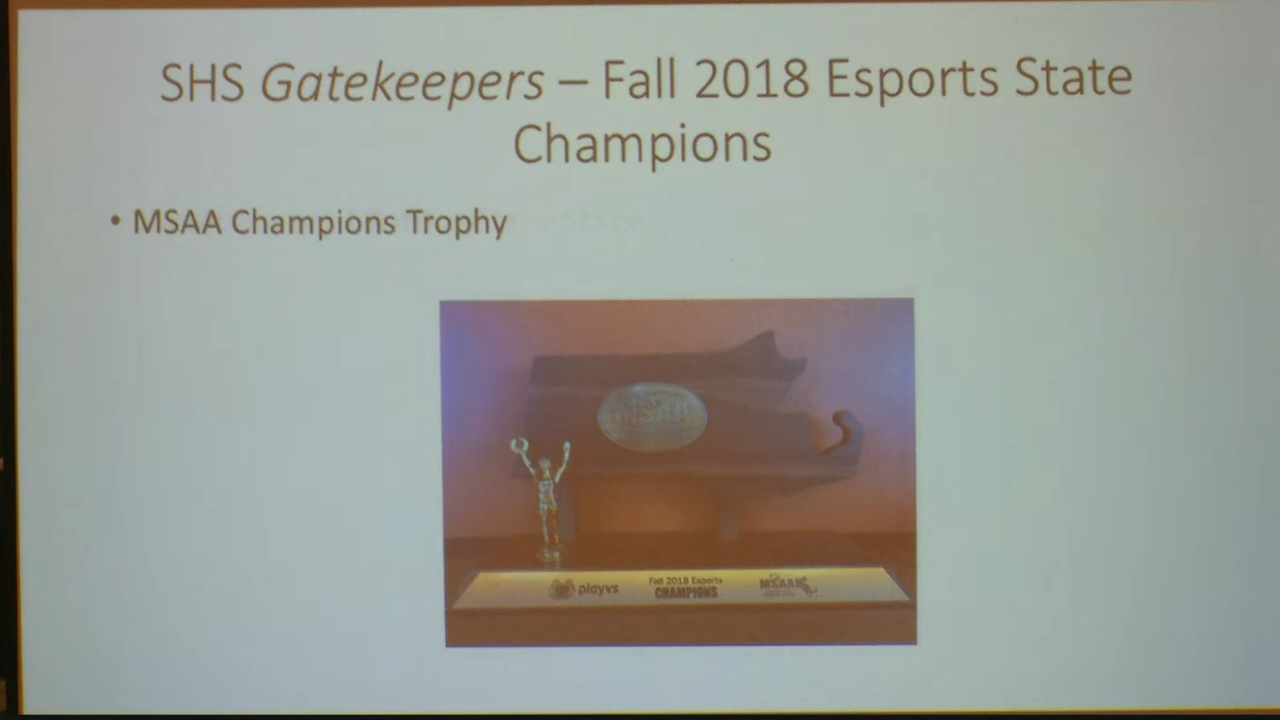 SHS Gatekeepers – Fall 2018 Esports State
Champions
• MSAA Champions Trophy
playvs
Fall 2018 Esports
CHAMPIONS
MSAA